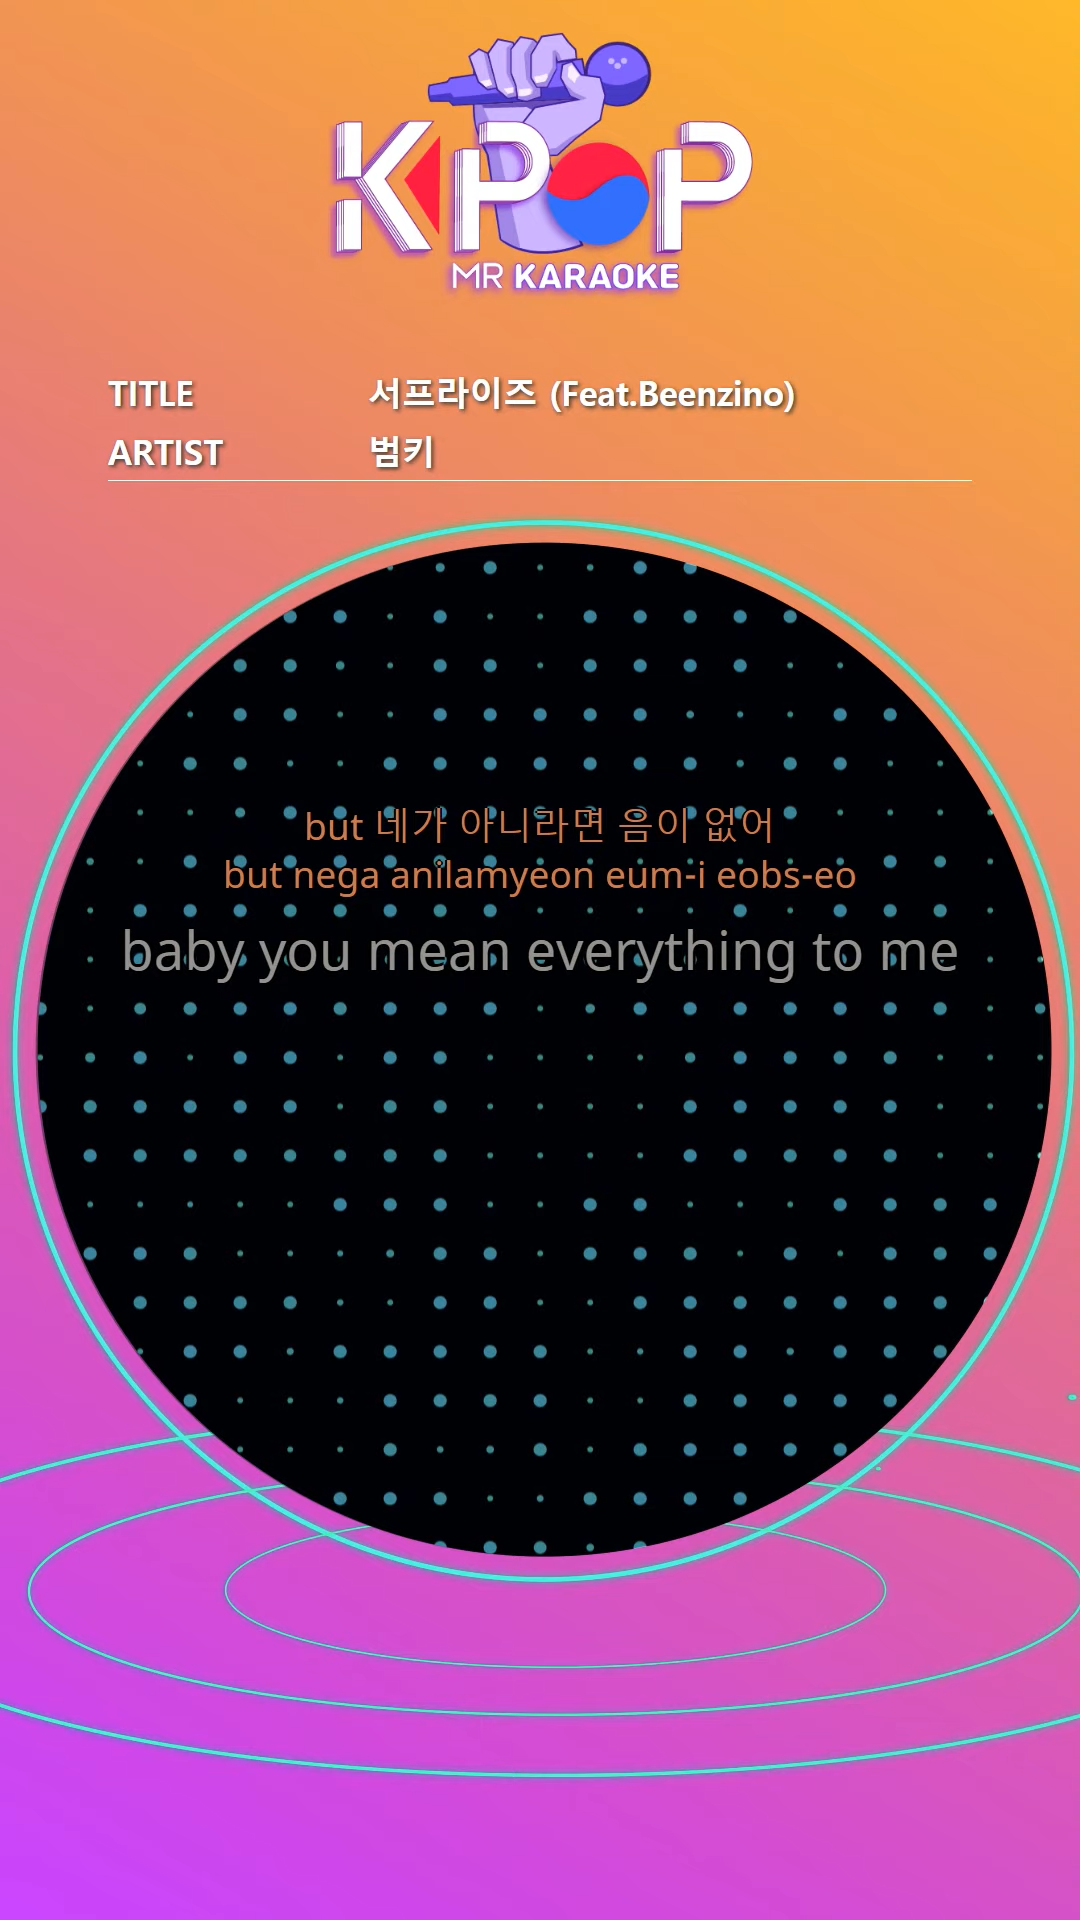 KPOP
MR KARAOKE
TITLE 서프라이즈 (Feat.Beenzino)
ARTIST 범키
but 네가 아니라면 음이 없어
but nega anilamyeon eum-i eobs-eo
baby you mean everything to me